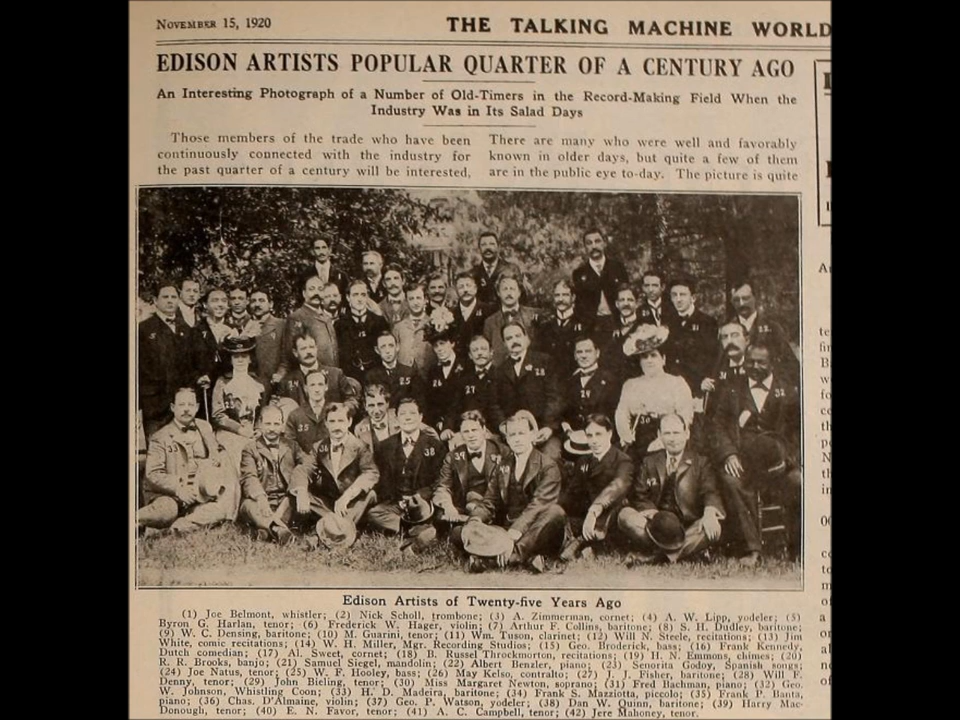 NOVEMBER 15, 1920
THE TALKING MACHINE WORLD
EDISON ARTISTS POPULAR QUARTER OF A CENTURY AGO
An Interesting Photograph of a Number of Old-Timers in the Record-Making Field When the
Industry Was in Its Salad Days
Those members of the trade who have been
continuously connected with the industry for
the past quarter of a century will be interested,
There are many who were well and favorably
known in older days, but quite a few of them
are in the public eye to-day. The picture is quite
Edison Artists of Twenty-five Years Ago
(1) Joe Belmont, whistler; (2) Nick Scholl, trombone; (3) A. Zimmerman, cornet; (4) A. W. Lipp, yodeler; (5)
Byron G. Harlan, tenor; (6) Frederick W. Hager, violin; (7) Arthur F. Collins, baritone; (8) S. H. Dudley, baritone;
(9) W. C. Densing, baritone; (10) M. Guarini, tenor; (11) Wm. Tuson, clarinet; (12) Will N. Steele, recitations; (13) Jim
White, comic recitations; (14) W. H. Miller, Mgr. Recording Studios; (15) Geo. Broderick, bass; (16) Frank Kennedy,
Dutch comedian; (17) Al. Sweet, cornet; (18) B. Russel Throckmorton, recitations; (19) H. N. Emmons, chimes; (20)
R. R. Brooks, banjo; (21) Samuel Siegel, mandolin; (22) Albert Benzler, piano; (23) Senorita Godoy, Spanish songs;
(24) Joe Natus, tenor; (25) W. F. Hooley, bass; (26) May Kelso, contralto; (27) J. J. Fisher, baritone; (28) Will F.
Denny, tenor; (29) John Bieling, tenor; (30) Miss Margaret Newton, soprano; (31) Fred Bachman, piano; (32) Geo.
W. Johnson, Whistling Coon; (33) H. D. Madeira, baritone; (34) Frank S. Mazziotta, piccolo; (35) Frank P. Banta,
piano; (36) Chas. D'Almaine, violin; (37) Geo. P. Watson, yodeler; (38) Dan W. Quinn, baritone; (39) Harry Mac-
Donough, tenor; (40) E. N. Favor, tenor; (41) A. C. Campbell, tenor; (42) Jere Mahoney, tenor.